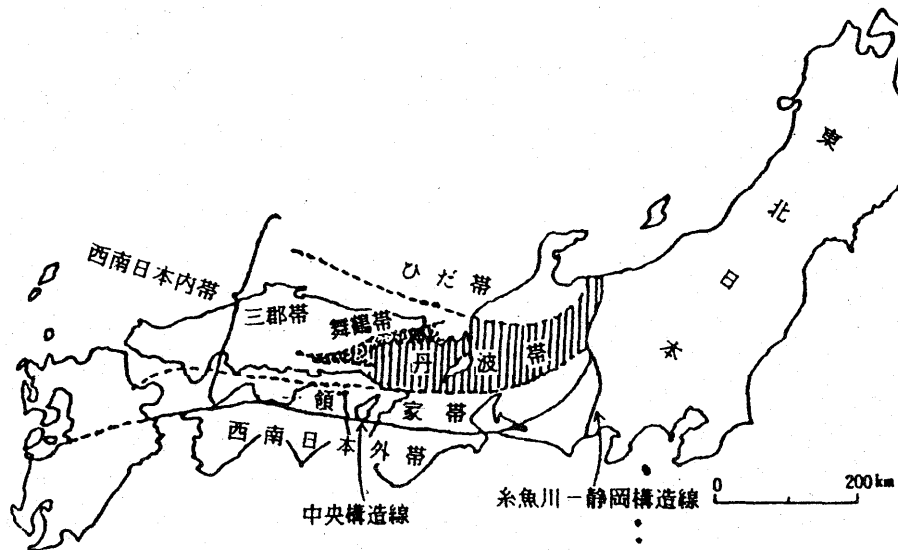 東北日本
ひだ帯
西南日本内帯
三郡帯
舞鶴帯
丹波帯
領家帯
西南日本外帯
中央構造線
糸魚川－静岡構造線
0 200km